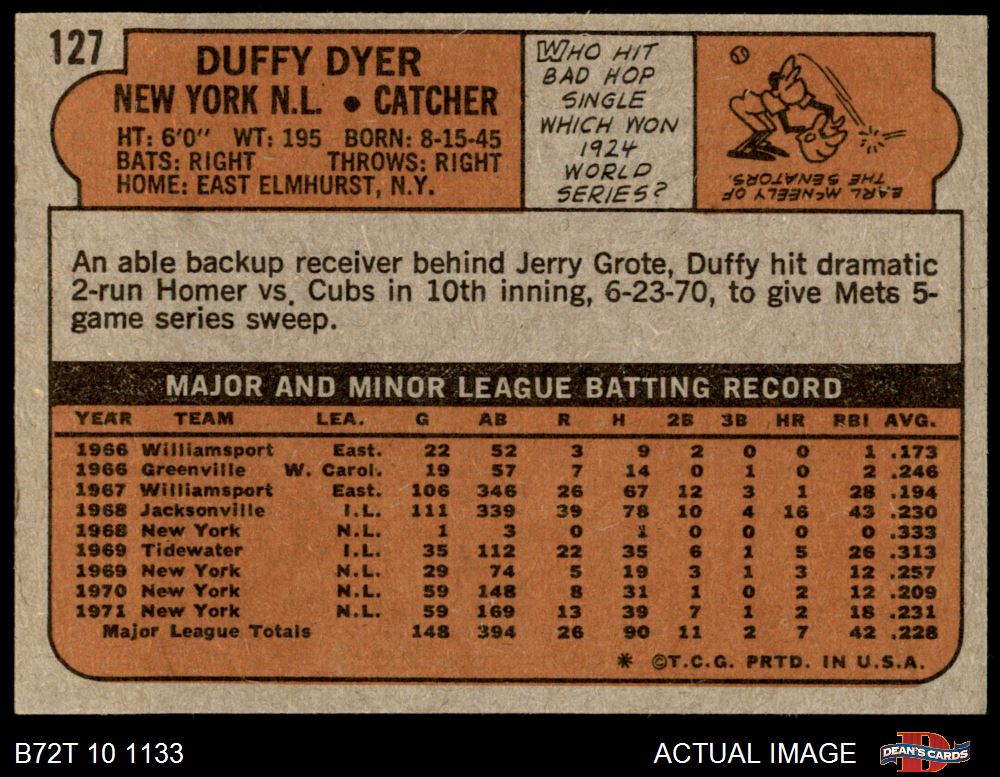 127
DUFFY DYER
NEW YORK N.L. • CATCHER
HT: 6'0" WT: 195 BORN: 8-15-45
BATS: RIGHT THROWS: RIGHT
HOME: EAST ELMHURST, N.Y.
WHO HIT
BAD HOP
SINGLE
WHICH WON
1924
WORLD
SERIES?
EARL McNEELY OF
THE SENATORS.
An able backup receiver behind Jerry Grote, Duffy hit dramatic
2-run Homer vs. Cubs in 10th inning, 6-23-70, to give Mets 5-
game series sweep.
MAJOR AND MINOR LEAGUE BATTING RECORD
YEAR TEAM LEA. G AB R H 2B 3B HR RBI AVG.
1966 Williamsport East. 22 52 3 9 2 0 0 1 .173
1966 Greenville W. Carol. 19 57 7 14 0 1 0 2 .246
1967 Williamsport East. 106 346 26 67 12 3 1 28 .194
1968 Jacksonville I.L. 111 339 39 78 10 4 16 43 .230
1968 New York N.L. 1 3 0 1 0 0 0 0 .333
1969 Tidewater I.L. 35 112 22 35 6 1 5 26 .313
1969 New York N.L. 29 74 5 19 3 1 3 12 .257
1970 New York N.L. 59 148 8 31 1 0 2 12 .209
1971 New York N.L. 59 169 13 39 7 1 2 18 .231
Major League Totals 148 394 26 90 11 2 7 42 .228
* ©T.C.G. PRTD. IN U.S.A.
B72T 10 1133
ACTUAL IMAGE
D
DEAN'S CARDS